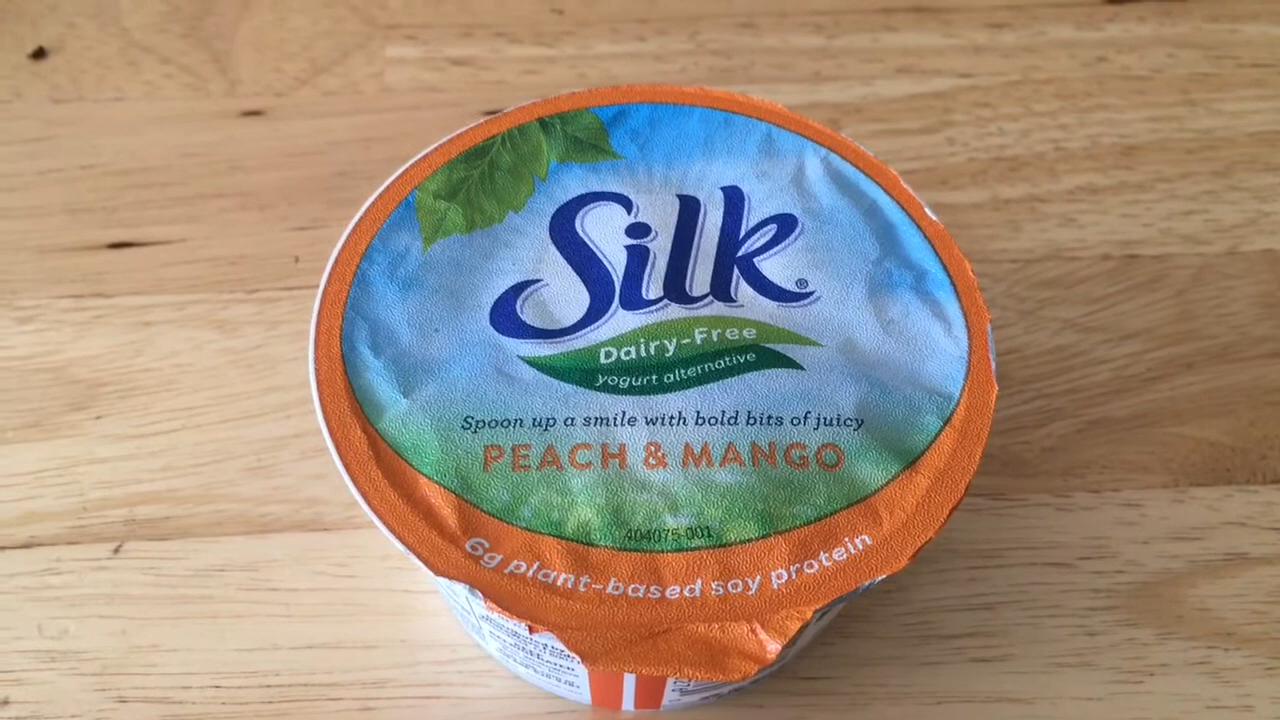 Silk®
Dairy-Free
yogurt alternative
Spoon up a smile with bold bits of juicy
PEACH & MANGO
404075-001
6g plant-based soy protein